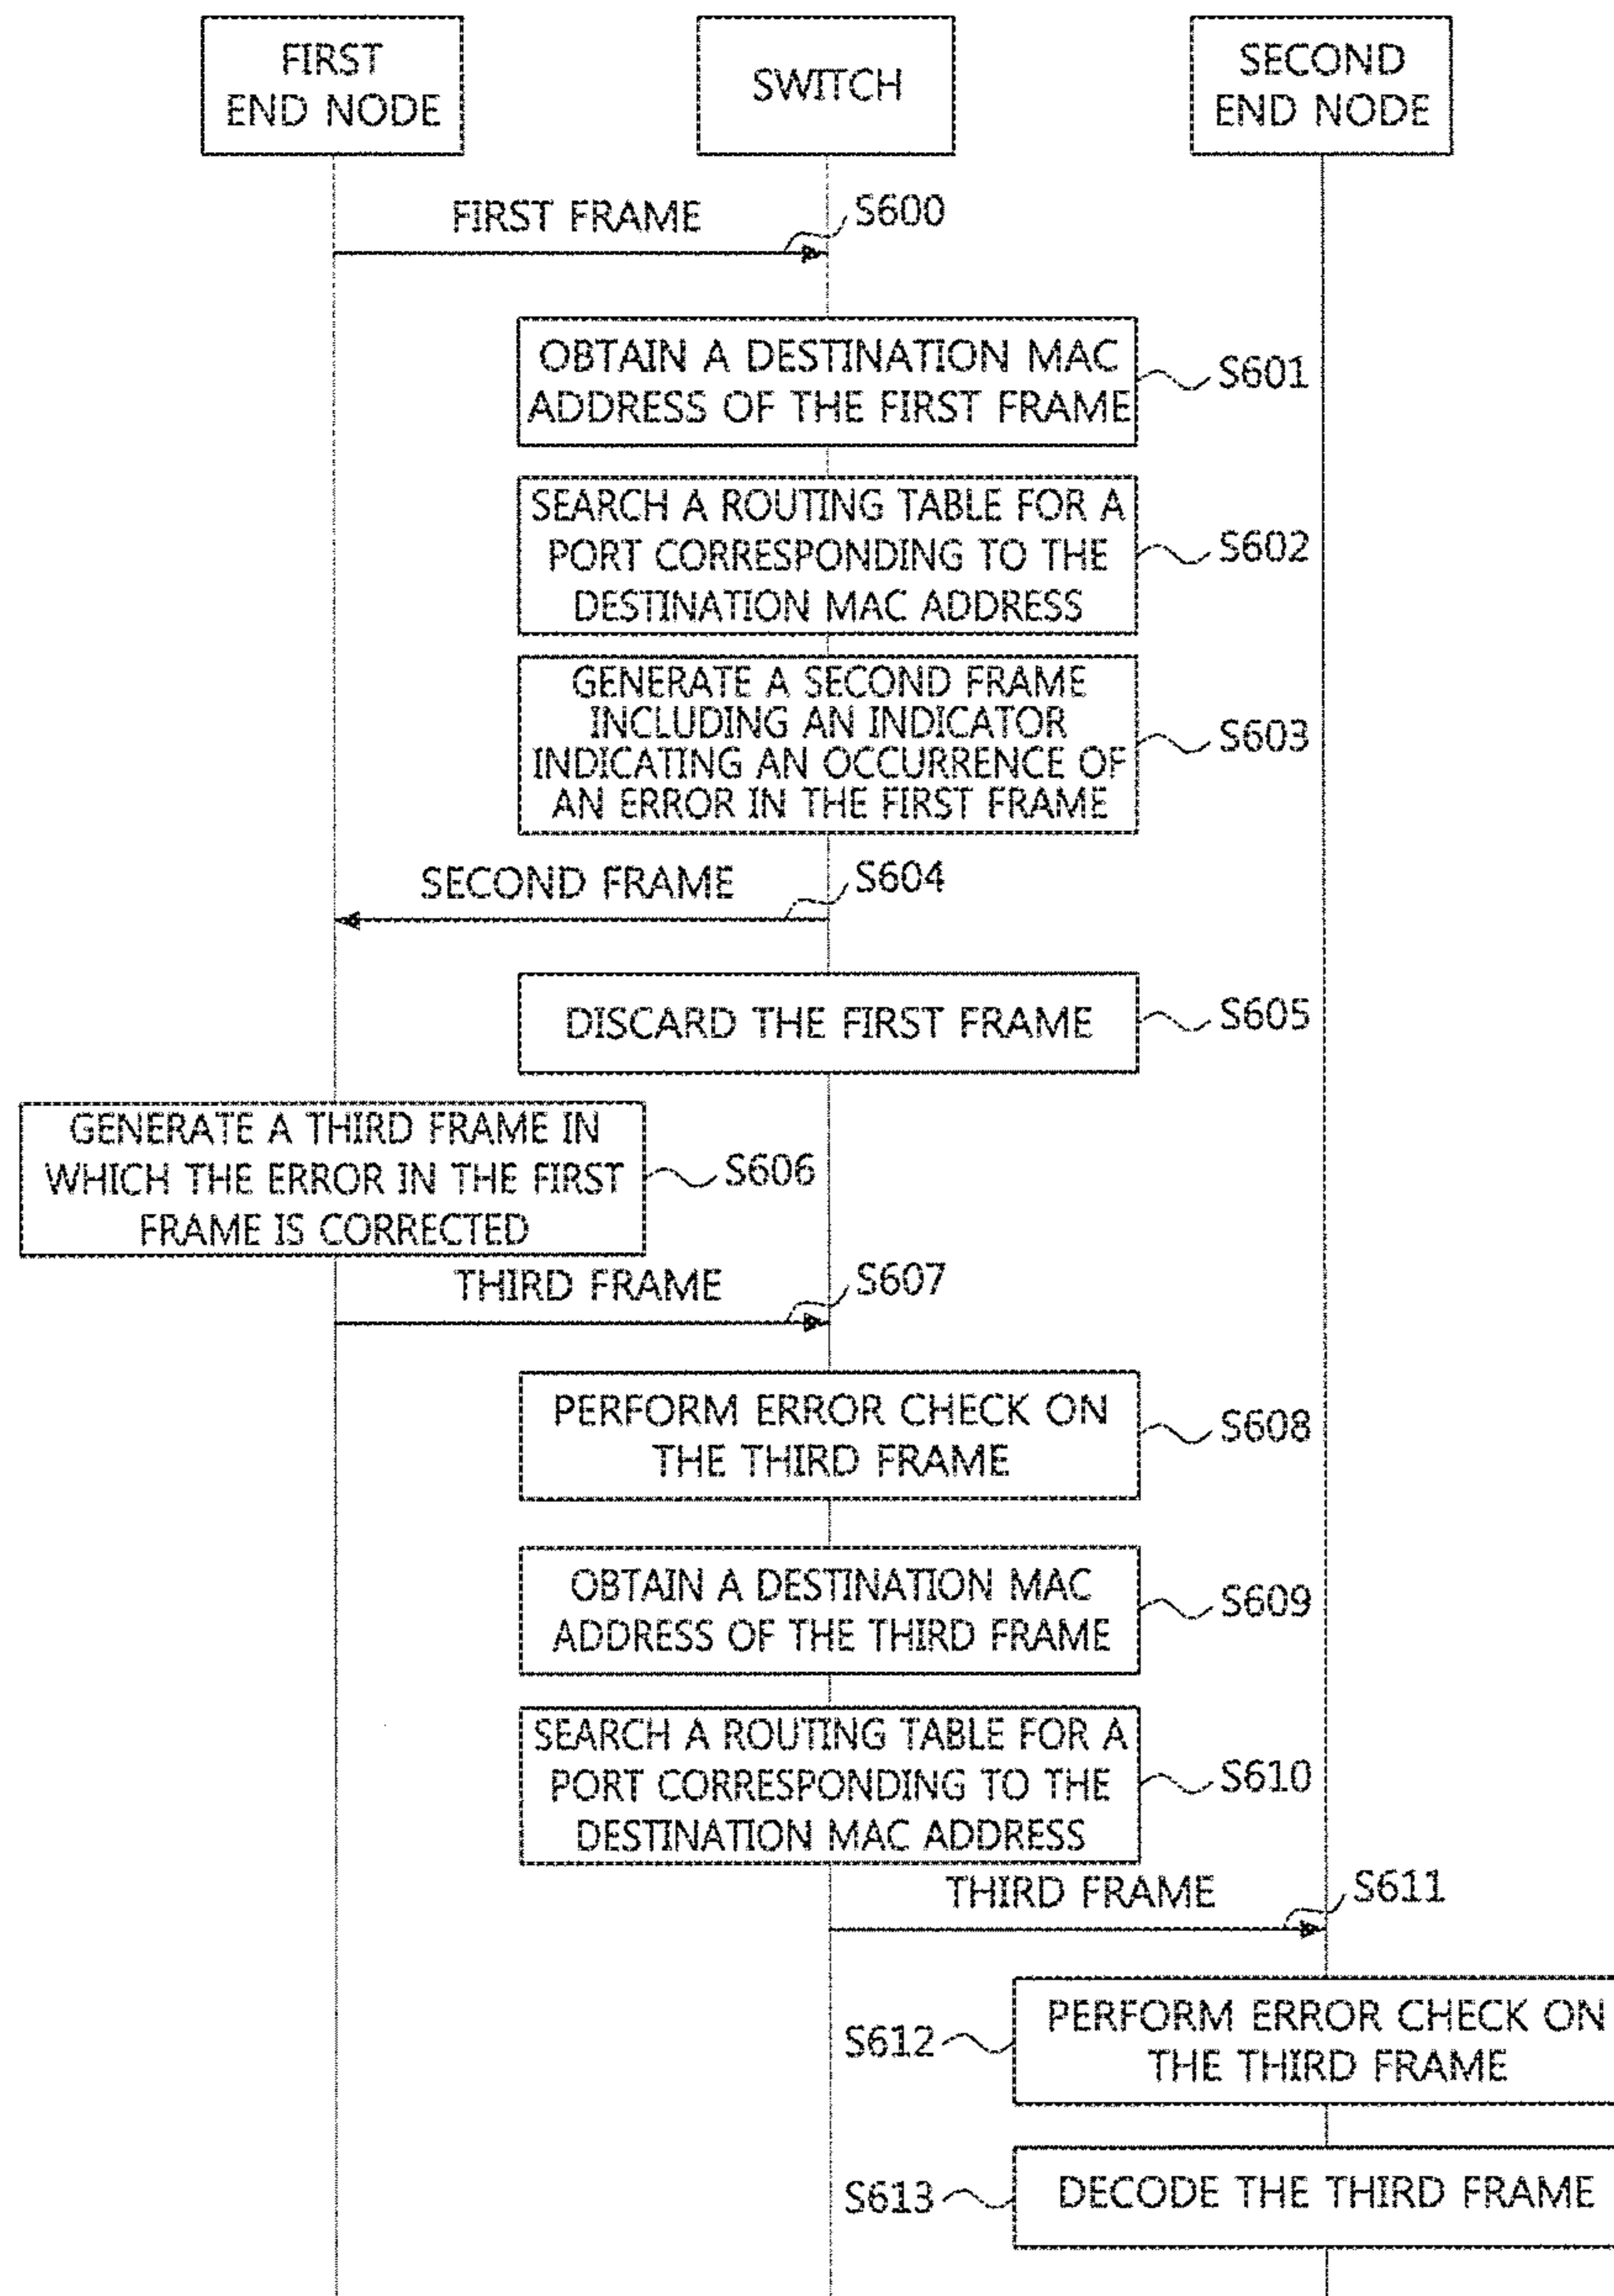 FIRST
END NODE
SWITCH
SECOND
END NODE
FIRST FRAME
S600
OBTAIN A DESTINATION MAC
ADDRESS OF THE FIRST FRAME
S601
SEARCH A ROUTING TABLE FOR A
PORT CORRESPONDING TO THE
DESTINATION MAC ADDRESS
S602
GENERATE A SECOND FRAME
INCLUDING AN INDICATOR
INDICATING AN OCCURRENCE OF
AN ERROR IN THE FIRST FRAME
S603
SECOND FRAME
S604
DISCARD THE FIRST FRAME
S605
GENERATE A THIRD FRAME IN
WHICH THE ERROR IN THE FIRST
FRAME IS CORRECTED
S606
THIRD FRAME
S607
PERFORM ERROR CHECK ON
THE THIRD FRAME
S608
OBTAIN A DESTINATION MAC
ADDRESS OF THE THIRD FRAME
S609
SEARCH A ROUTING TABLE FOR A
PORT CORRESPONDING TO THE
DESTINATION MAC ADDRESS
S610
THIRD FRAME
S611
PERFORM ERROR CHECK ON
THE THIRD FRAME
S612
DECODE THE THIRD FRAME
S613